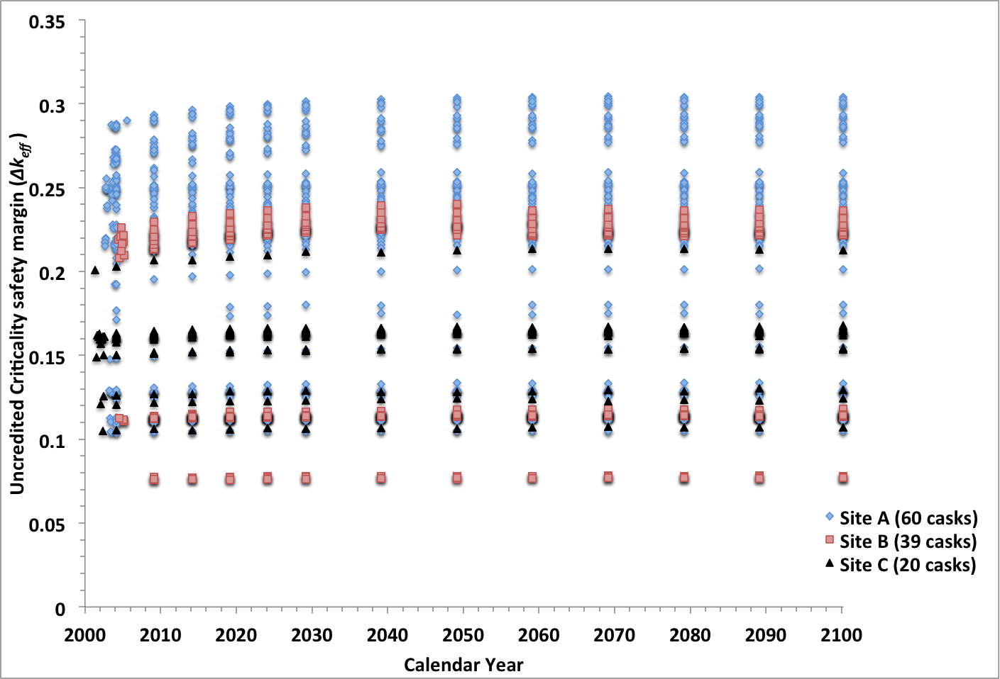 0.35
0.3
0.25
0.2
0.15
0.1
0.05
0
Uncredited Criticality safety margin (Δk_eff)
2000 2010 2020 2030 2040 2050 2060 2070 2080 2090 2100
Calendar Year
Site A (60 casks)
Site B (39 casks)
Site C (20 casks)